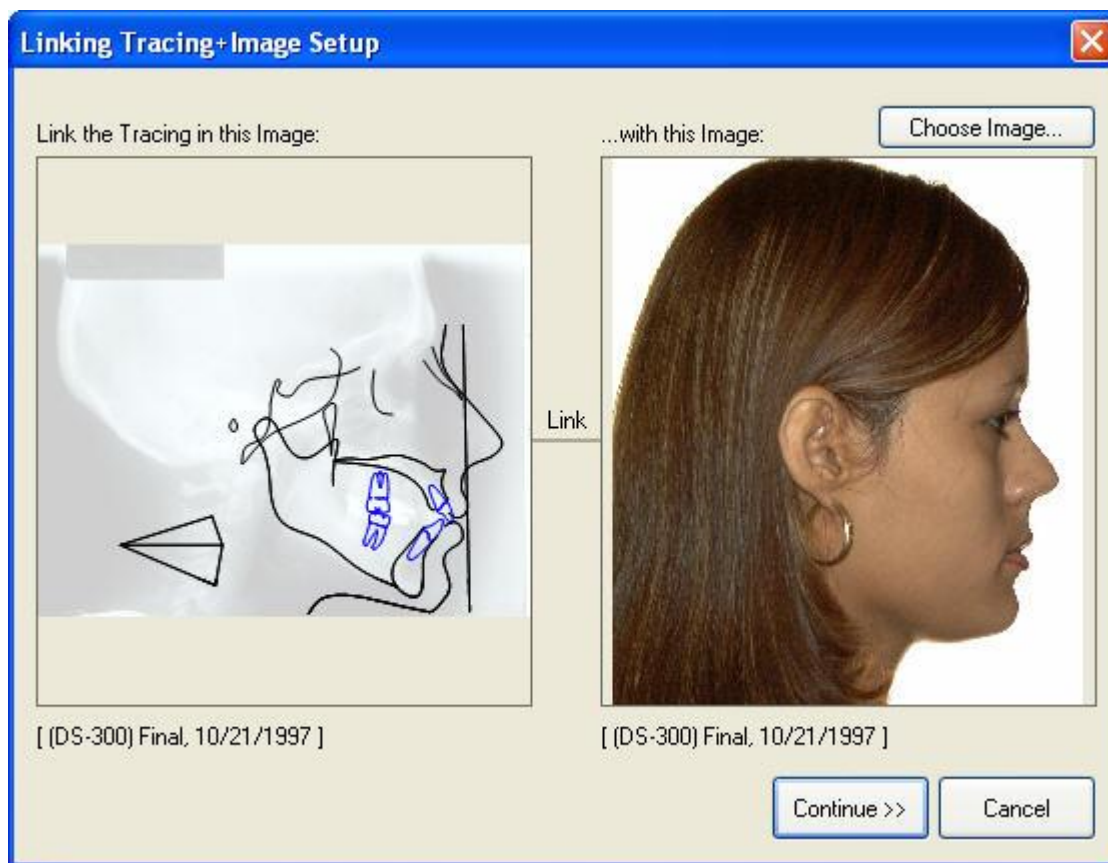 Linking Tracing+Image Setup
Link the Tracing in this Image:
...with this Image:
Choose Image...
Link
[ (DS-300) Final, 10/21/1997 ]
[ (DS-300) Final, 10/21/1997 ]
Continue >>
Cancel